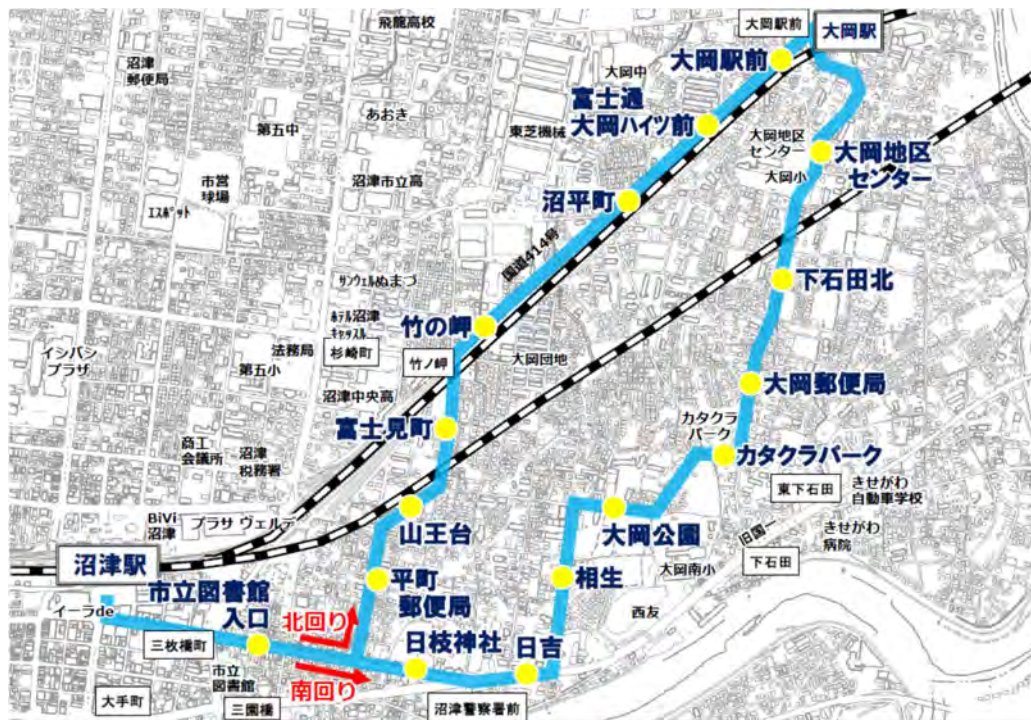 飛龍高校
大岡駅前
大岡駅
沼津
郵便局
大岡中
大岡駅前
富士通
大岡ハイツ前
あおき
第五中
東芝機械
大岡地区
センター
大岡地区
センター
沼津市立高
大岡小
市営
球場
エスポット
沼平町
国道414号
サンウェルぬまづ
下石田北
ホテル沼津
キャッスル
竹の岬
杉崎町
法務局
竹ノ岬
大岡団地
イシバシ
プラザ
第五小
大岡郵便局
沼津中央高
富士見町
カタクラ
パーク
カタクラパーク
商工
会議所
沼津
税務署
東下石田
きせがわ
自動車学校
BiVi
沼津
プラサ ヴェルデ
山王台
大岡公園
旧国一
きせがわ
病院
沼津駅
下石田
大岡南小
相生
平町
郵便局
市立図書館
入口
イーラde
西友
北回り
三枚橋町
日枝神社
日吉
市立
図書館
南回り
大手町
三園橋
沼津警察署前